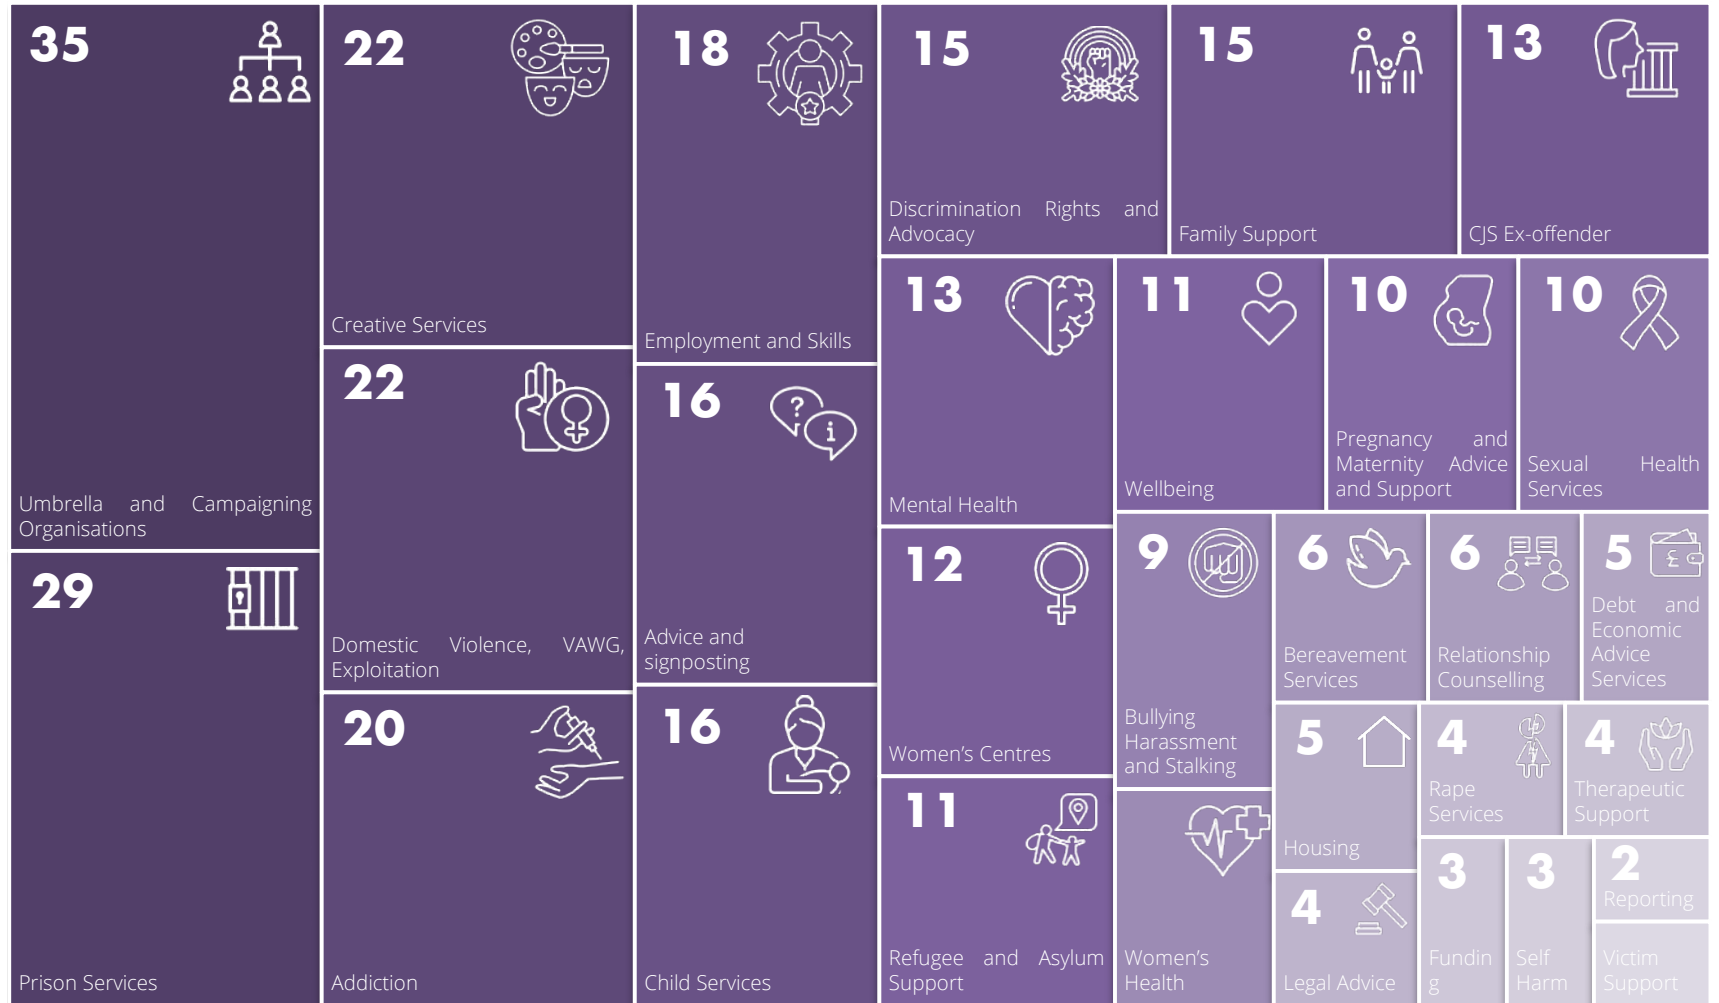 35
Umbrella and Campaigning
Organisations
29
Prison Services
22
Creative Services
22
Domestic Violence, VAWG,
Exploitation
20
Addiction
18
Employment and Skills
16
Advice and
signposting
16
Child Services
15
Discrimination Rights and
Advocacy
15
Family Support
13
CJS Ex-offender
13
Mental Health
12
Women's Centres
11
Refugee and Asylum
Support
11
Wellbeing
10
Pregnancy and
Maternity Advice
and Support
10
Sexual Health
Services
9
Bullying
Harassment
and Stalking
Women's
Health
6
Bereavement
Services
6
Relationship
Counselling
£
5
Debt and
Economic
Advice
Services
5
Housing
4
Legal Advice
4
Rape
Services
4
Therapeutic
Support
3
Fundin
g
3
Self
Harm
2
Reporting
Victim
Support
?
i